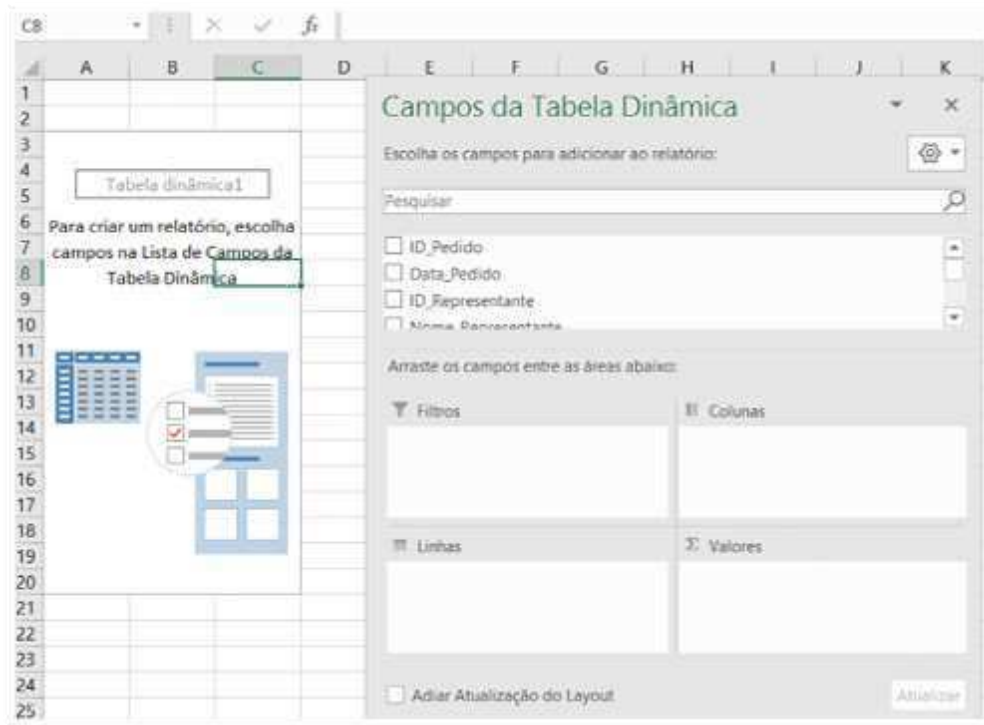 C8
fx
A B C D E F G H I J K
1
2
3
4
5
6
7
8
9
10
11
12
13
14
15
16
17
18
19
20
21
22
23
24
25
Tabela dinâmica1
Para criar um relatório, escolha
campos na Lista de Campos da
Tabela Dinâmica
Campos da Tabela Dinâmica
Escolha os campos para adicionar ao relatório:
Pesquisar
ID_Pedido
Data_Pedido
ID_Representante
Nome_Representante
Arraste os campos entre as áreas abaixo:
Filtros
Colunas
Linhas
Σ Valores
Adiar Atualização do Layout
Atualizar